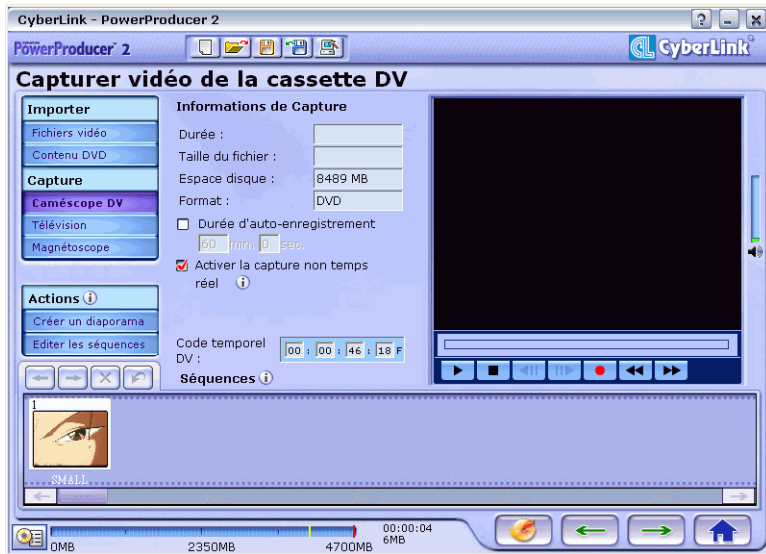 CyberLink - PowerProducer 2
PowerProducer 2
CyberLink
Capturer vidéo de la cassette DV
Importer
Fichiers vidéo
Contenu DVD
Capture
Caméscope DV
Télévision
Magnétoscope
Actions
Créer un diaporama
Editer les séquences
Informations de Capture
Durée :
Taille du fichier :
Espace disque : 8489 MB
Format : DVD
Durée d'auto-enregistrement
60 min. 0 sec.
Activer la capture non temps
réel
Code temporel
DV : 00 : 00 : 46 : 18 F
Séquences
1
SMALL
0MB 2350MB 4700MB
00:00:04
6MB